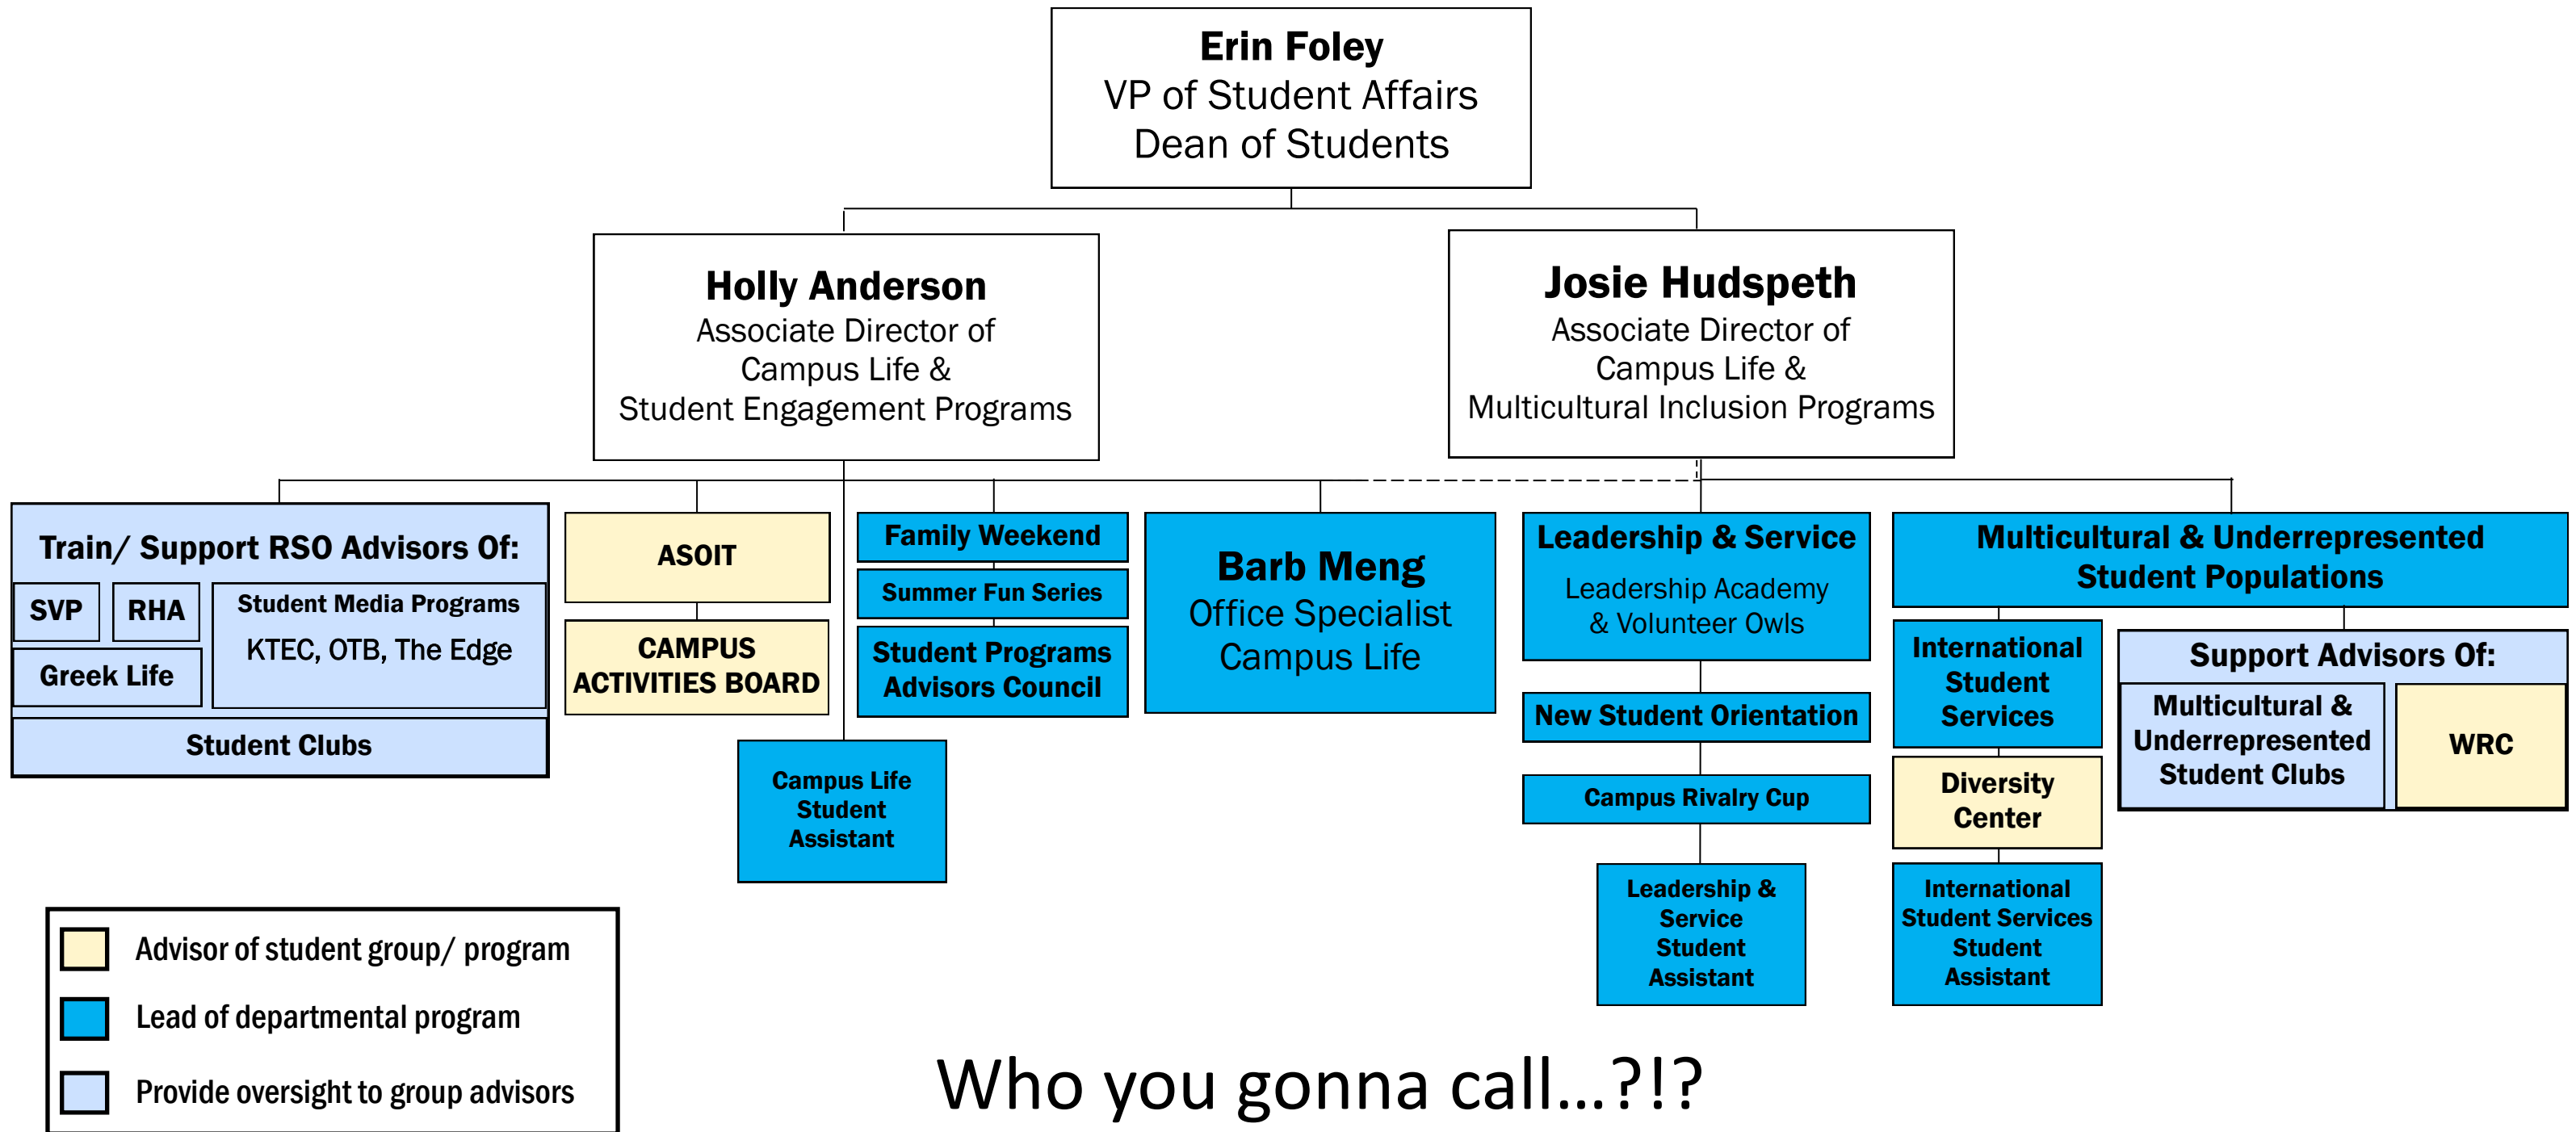 Erin Foley
VP of Student Affairs
Dean of Students
Holly Anderson
Associate Director of
Campus Life &
Student Engagement Programs
Josie Hudspeth
Associate Director of
Campus Life &
Multicultural Inclusion Programs
Train/ Support RSO Advisors Of:
SVP
RHA
Student Media Programs
KTEC, OTB, The Edge
Greek Life
Student Clubs
ASOIT
CAMPUS
ACTIVITIES BOARD
Campus Life
Student
Assistant
Family Weekend
Summer Fun Series
Student Programs
Advisors Council
Barb Meng
Office Specialist
Campus Life
Leadership & Service
Leadership Academy
& Volunteer Owls
New Student Orientation
Campus Rivalry Cup
Leadership &
Service
Student
Assistant
Multicultural & Underrepresented
Student Populations
International
Student
Services
Diversity
Center
International
Student Services
Student
Assistant
Support Advisors Of:
Multicultural &
Underrepresented
Student Clubs
WRC
Advisor of student group/ program
Lead of departmental program
Provide oversight to group advisors
Who you gonna call...?!?